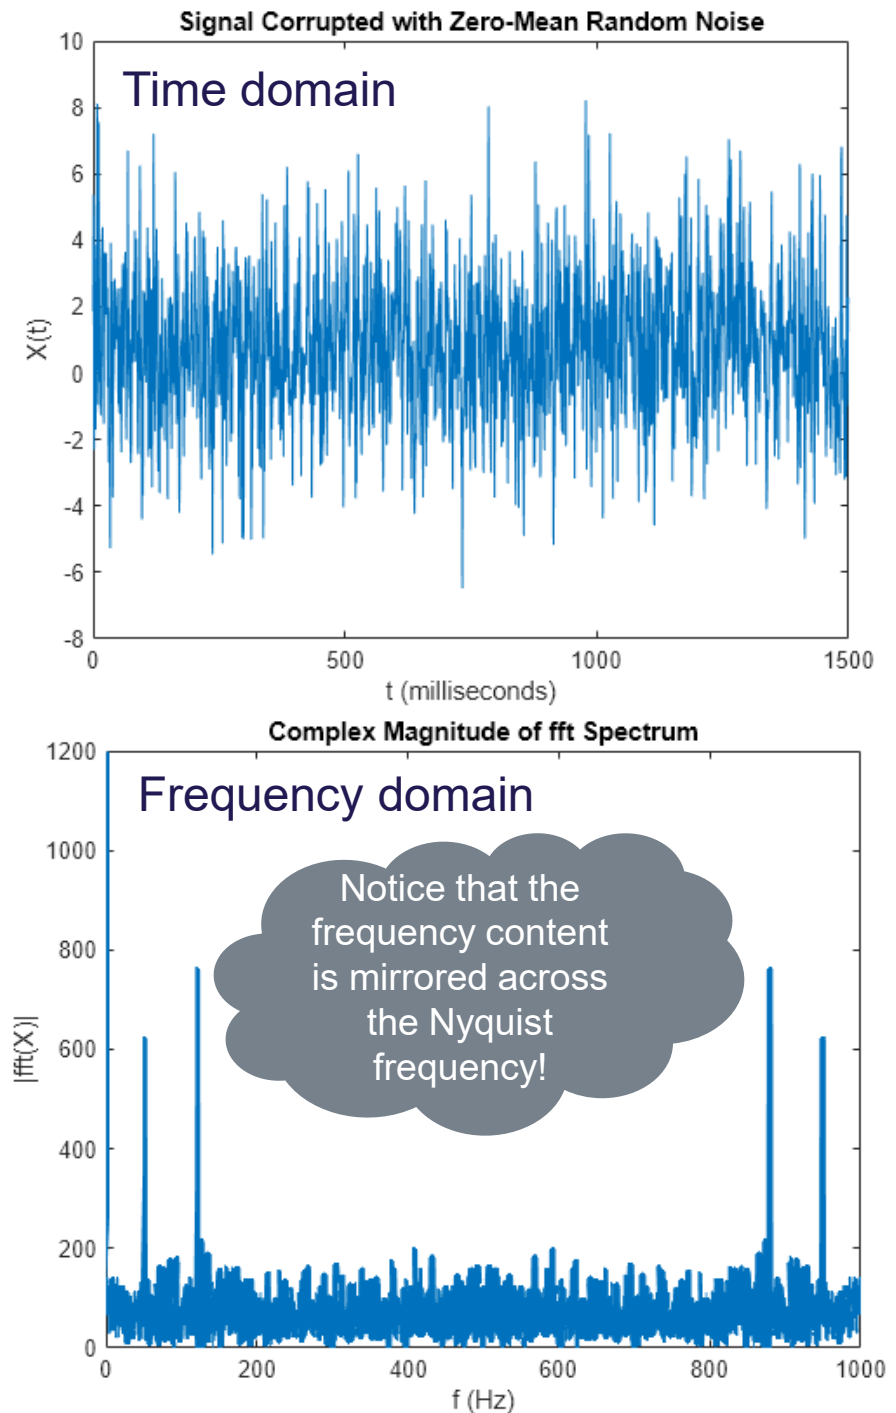 Signal Corrupted with Zero-Mean Random Noise
Time domain
10
8
6
4
2
0
-2
-4
-6
-8
X(t)
0 500 1000 1500
t (milliseconds)
Complex Magnitude of fft Spectrum
Frequency domain
1200
1000
800
600
400
200
0
|fft(X)|
Notice that the
frequency content
is mirrored across
the Nyquist
frequency!
0 200 400 600 800 1000
f (Hz)